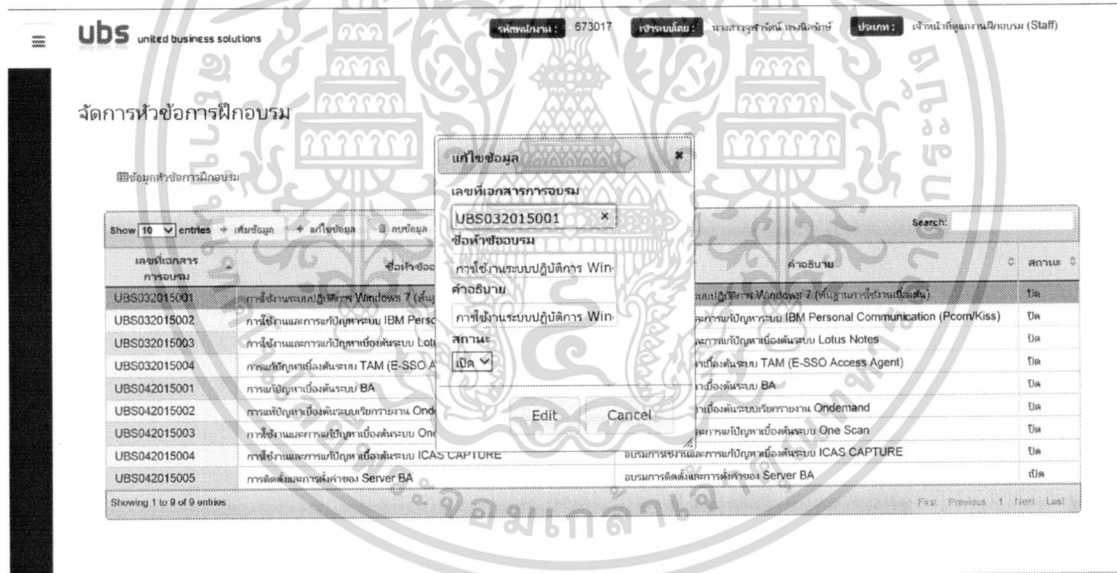 ubs united business solutions
รหัสพนักงาน : 673017 เข้าระบบโดย : ประเภท : เจ้าหน้าที่ดูแลงานฝึกอบรม (Staff)
จัดการหัวข้อการฝึกอบรม
ข้อมูลหัวข้อการฝึกอบรม
Show 10 entries เพิ่มข้อมูล แก้ไขข้อมูล ลบข้อมูล Search:
เลขที่เอกสารการอบรม ชื่อหัวข้ออ คำอธิบาย สถานะ
UBS032015001 การใช้งานระบบปฏิบัติการ Windows 7 (พื้นฐ ระบบปฏิบัติการ Windows 7 (พื้นฐานการใช้งานเบื้องต้น) ปิด
UBS032015002 การใช้งานและการแก้ปัญหาระบบ IBM Perso ละการแก้ปัญหาระบบ IBM Personal Communication (Pcom/Kiss) ปิด
UBS032015003 การใช้งานและการแก้ปัญหาเบื้องต้นระบบ Lot ละการแก้ปัญหาเบื้องต้นระบบ Lotus Notes ปิด
UBS032015004 การแก้ปัญหาเบื้องต้นระบบ TAM (E-SSO A หาเบื้องต้นระบบ TAM (E-SSO Access Agent) ปิด
UBS042015001 การแก้ปัญหาเบื้องต้นระบบ BA หาเบื้องต้นระบบ BA ปิด
UBS042015002 การแก้ปัญหาเบื้องต้นระบบเรียกรายงาน Ond หาเบื้องต้นระบบเรียกรายงาน Ondemand ปิด
UBS042015003 การใช้งานและการแก้ปัญหาเบื้องต้นระบบ One ละการแก้ปัญหาเบื้องต้นระบบ One Scan ปิด
UBS042015004 การใช้งานและการแก้ปัญหาเบื้องต้นระบบ ICAS CAPTURE อบรมการใช้งานและการแก้ปัญหาเบื้องต้นระบบ ICAS CAPTURE ปิด
UBS042015005 การติดตั้งและการตั้งค่าของ Server BA อบรมการติดตั้งและการตั้งค่าของ Server BA เปิด
Showing 1 to 9 of 9 entries First Previous 1 Next Last
แก้ไขข้อมูล
เลขที่เอกสารการอบรม
UBS032015001
ชื่อหัวข้ออบรม
การใช้งานระบบปฏิบัติการ Win
คำอธิบาย
การใช้งานระบบปฏิบัติการ Win
สถานะ
เปิด
Edit Cancel